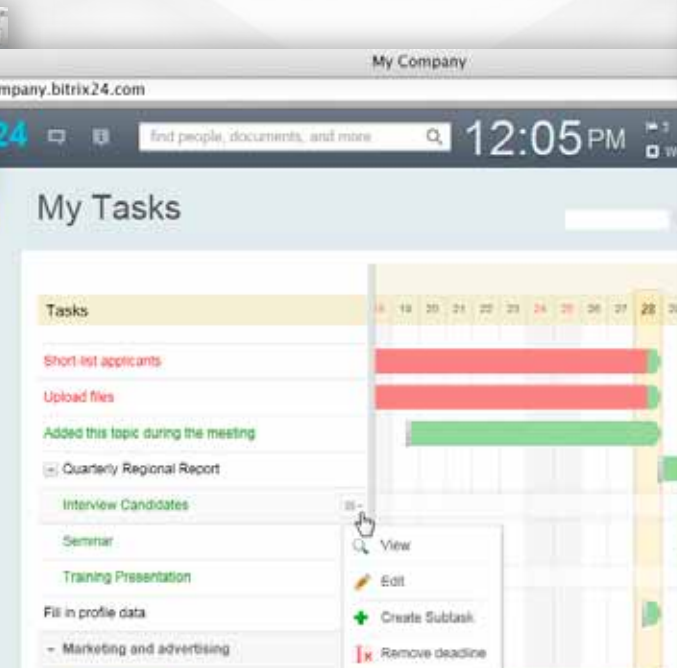 My Company
mpany.bitrix24.com
24
find people, documents, and more
12:05 PM
My Tasks
Tasks
18 19 20 21 22 23 24 25 26 27 28
Short-list applicants
Upload files
Added this topic during the meeting
Quarterly Regional Report
Interview Candidates
Seminar
Training Presentation
Fill in profile data
Marketing and advertising
View
Edit
Create Subtask
Remove deadline